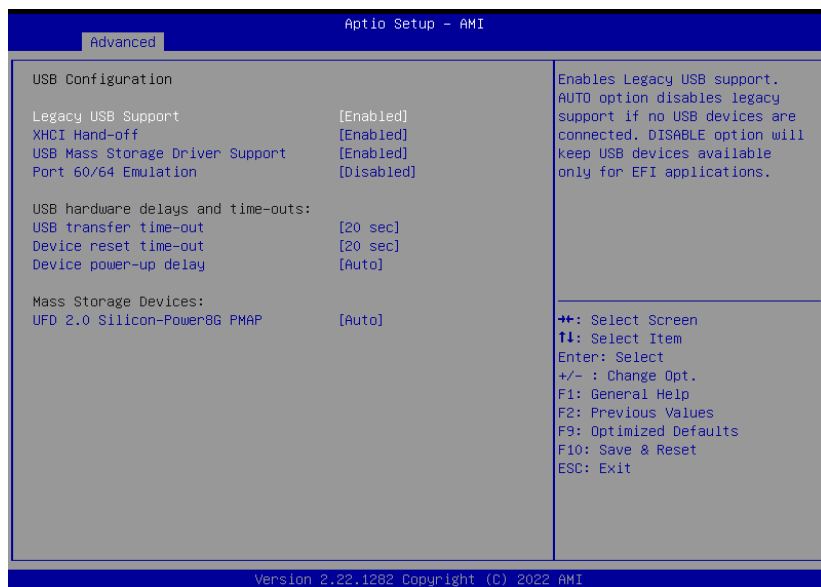 Aptio Setup – AMI
Advanced
USB Configuration
Legacy USB Support [Enabled]
XHCI Hand-off [Enabled]
USB Mass Storage Driver Support [Enabled]
Port 60/64 Emulation [Disabled]
USB hardware delays and time-outs:
USB transfer time-out [20 sec]
Device reset time-out [20 sec]
Device power-up delay [Auto]
Mass Storage Devices:
UFD 2.0 Silicon-Power8G PMAP [Auto]
Enables Legacy USB support.
AUTO option disables legacy
support if no USB devices are
connected. DISABLE option will
keep USB devices available
only for EFI applications.
→←: Select Screen
↑↓: Select Item
Enter: Select
+/- : Change Opt.
F1: General Help
F2: Previous Values
F9: Optimized Defaults
F10: Save & Reset
ESC: Exit
Version 2.22.1282 Copyright (C) 2022 AMI